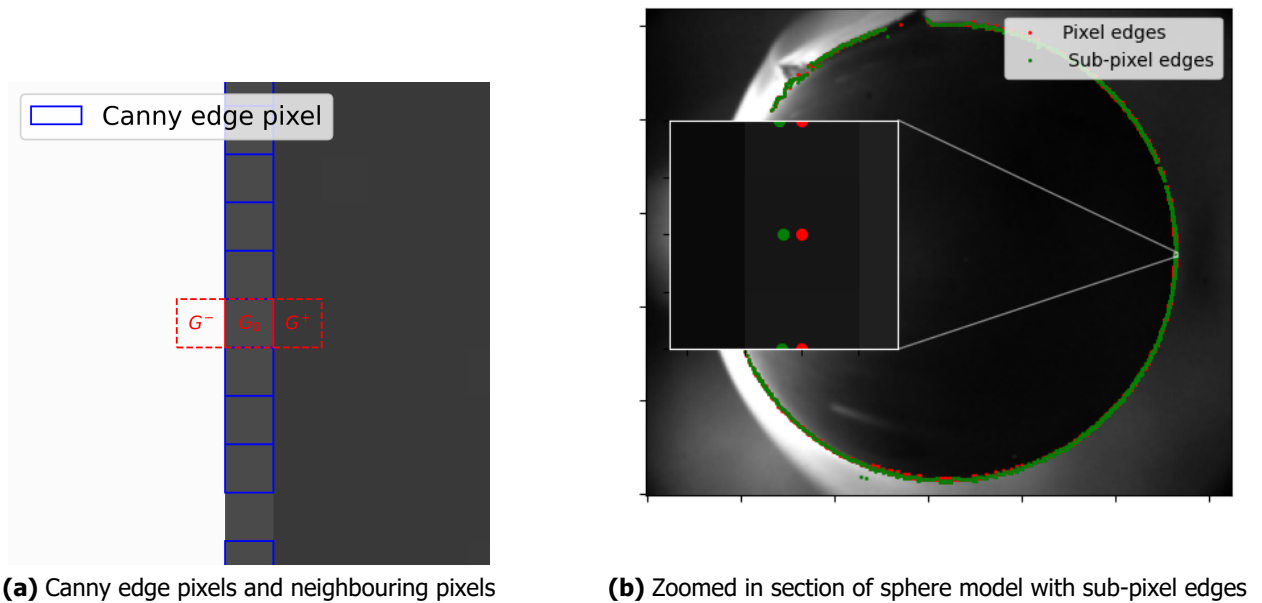 Canny edge pixel
G⁻ G₀ G⁺
(a) Canny edge pixels and neighbouring pixels
Pixel edges
Sub-pixel edges
(b) Zoomed in section of sphere model with sub-pixel edges